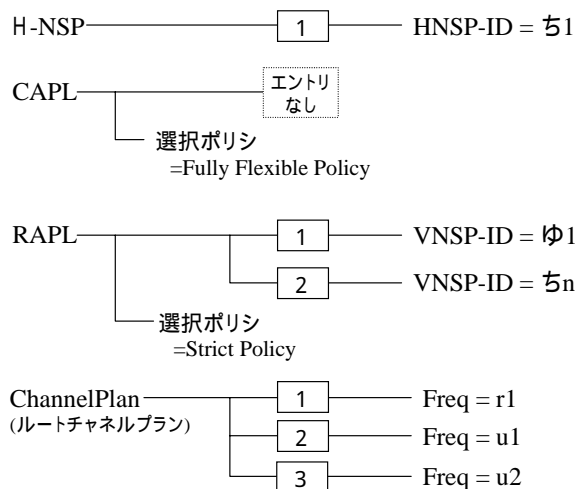 H-NSP 1 HNSP-ID = ち1
CAPL エントリ
なし
選択ポリシ
=Fully Flexible Policy
RAPL 1 VNSP-ID = ゆ1
2 VNSP-ID = ちn
選択ポリシ
=Strict Policy
ChannelPlan 1 Freq = r1
(ルートチャネルプラン)
2 Freq = u1
3 Freq = u2